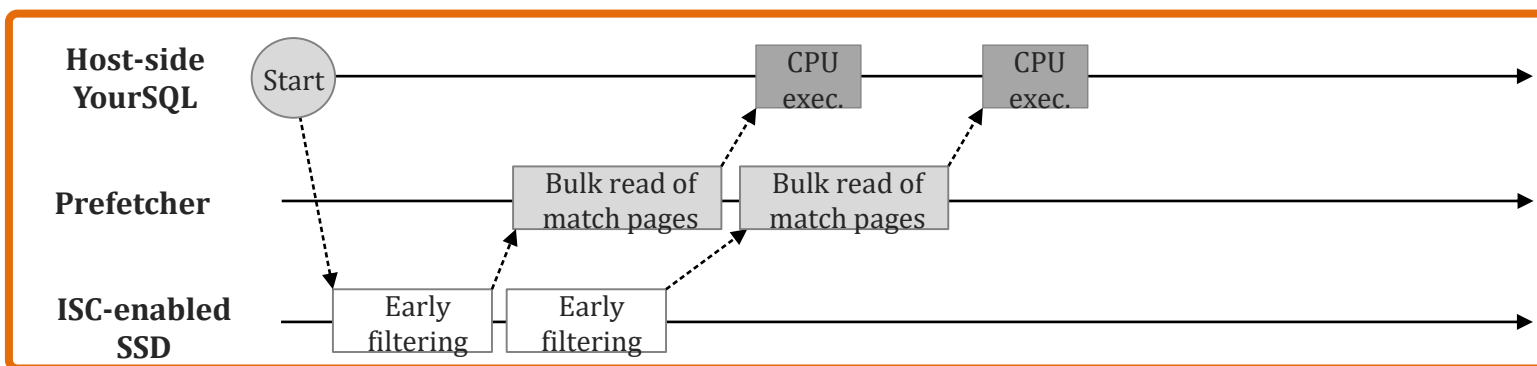 Host-side
YourSQL
Start
CPU
exec.
CPU
exec.
Prefetcher
Bulk read of
match pages
Bulk read of
match pages
ISC-enabled
SSD
Early
filtering
Early
filtering